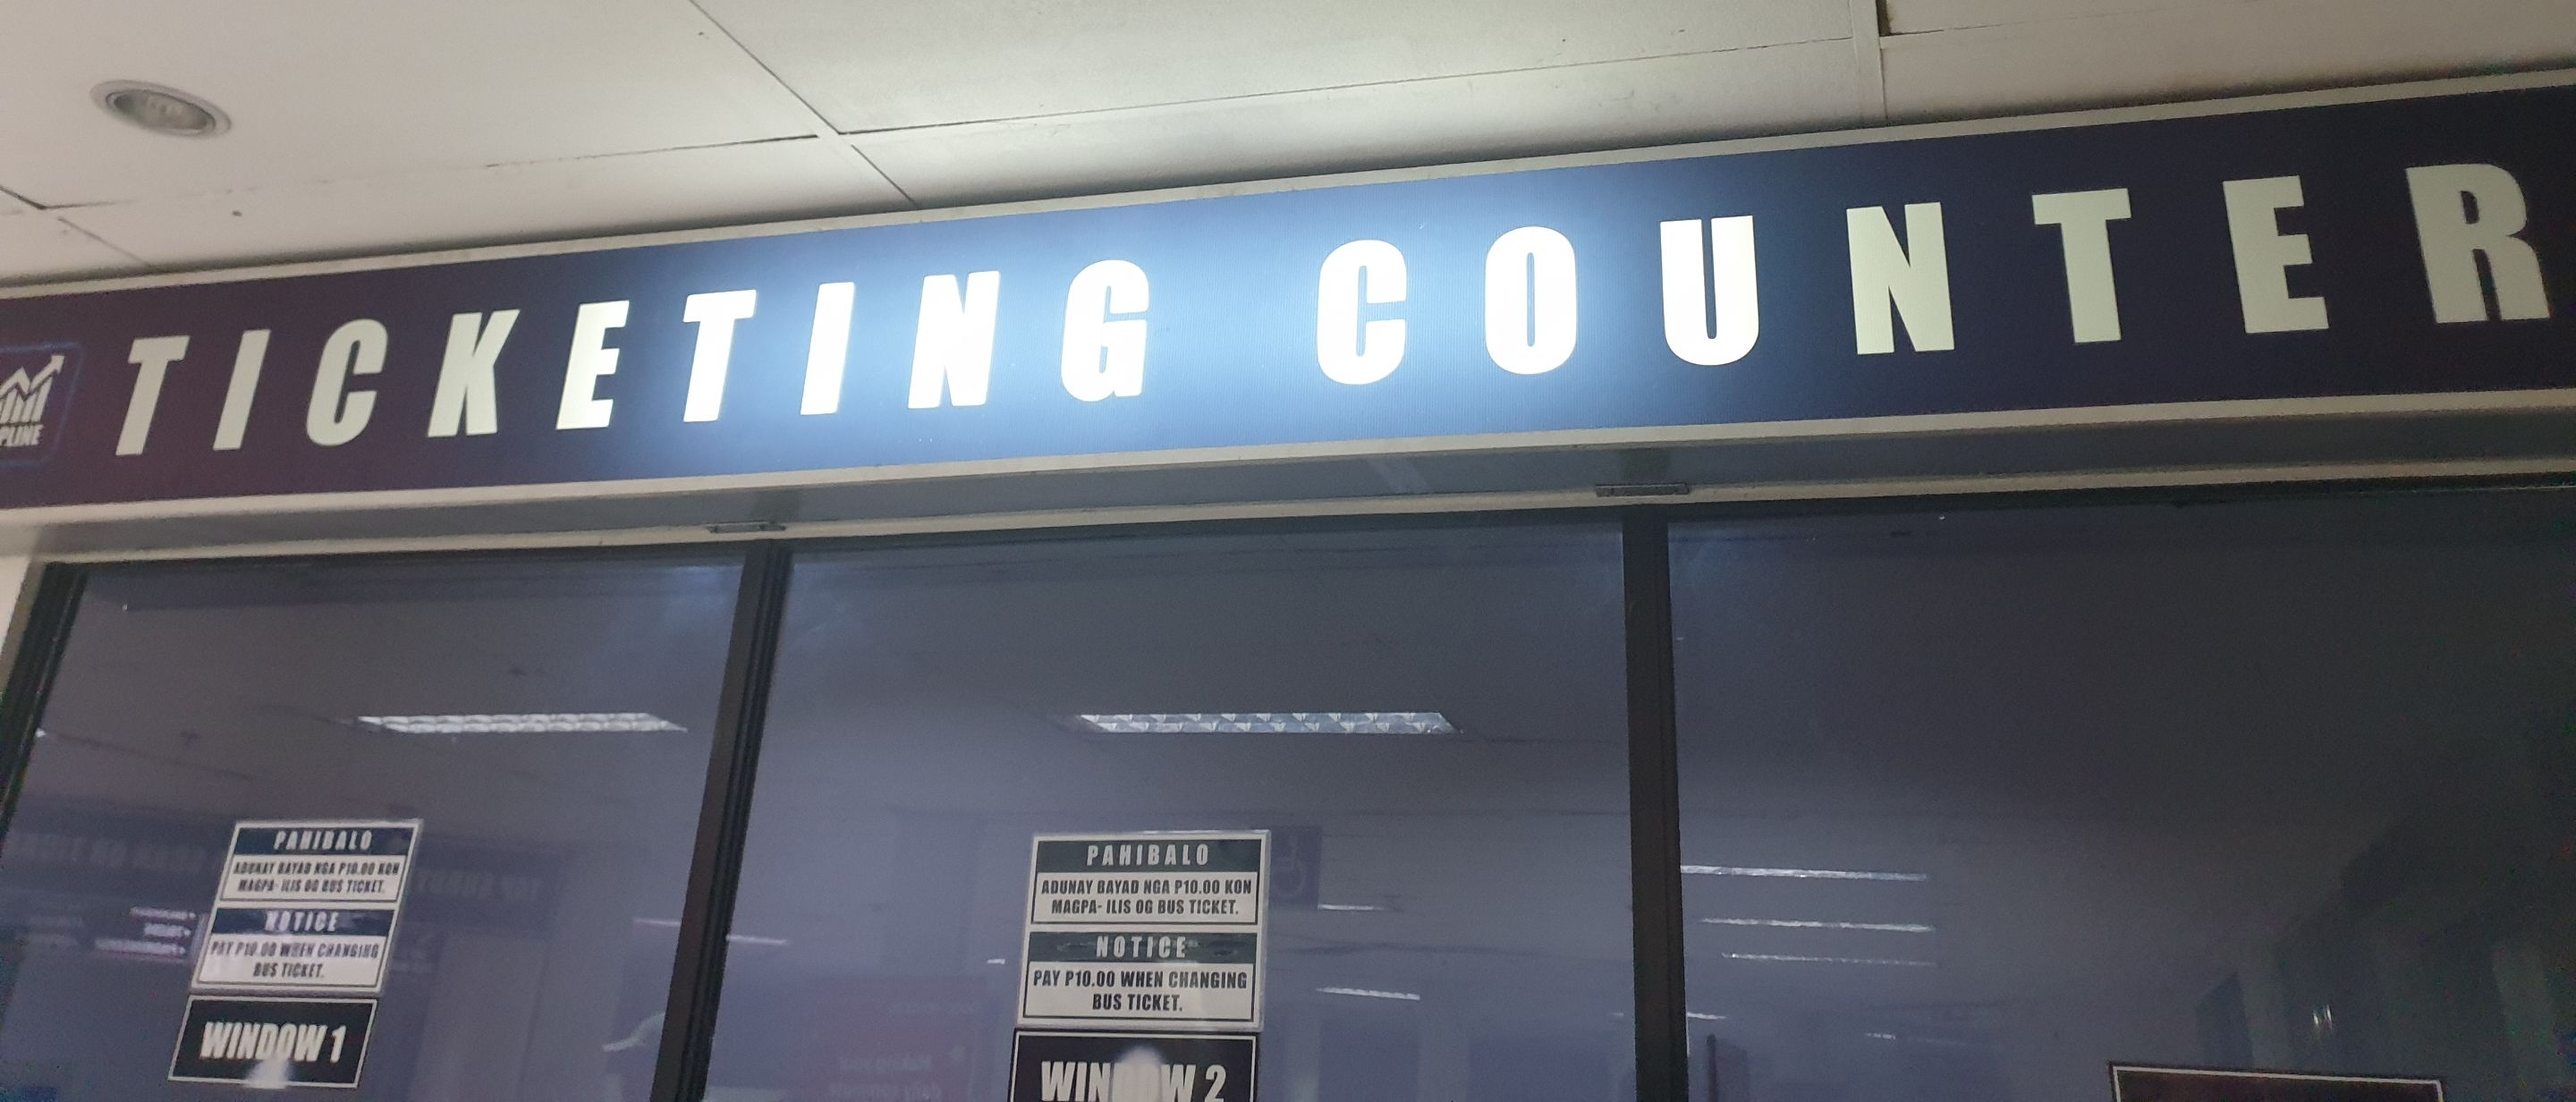 TICKETING COUNTER
PAHIBALO
ADUNAY BAYAD NGA P10.00 KON
MAGPA- ILIS OG BUS TICKET.
NOTICE
PAY P10.00 WHEN CHANGING
BUS TICKET.
WINDOW 1
PAHIBALO
ADUNAY BAYAD NGA P10.00 KON
MAGPA- ILIS OG BUS TICKET.
NOTICE
PAY P10.00 WHEN CHANGING
BUS TICKET.
WINDOW 2